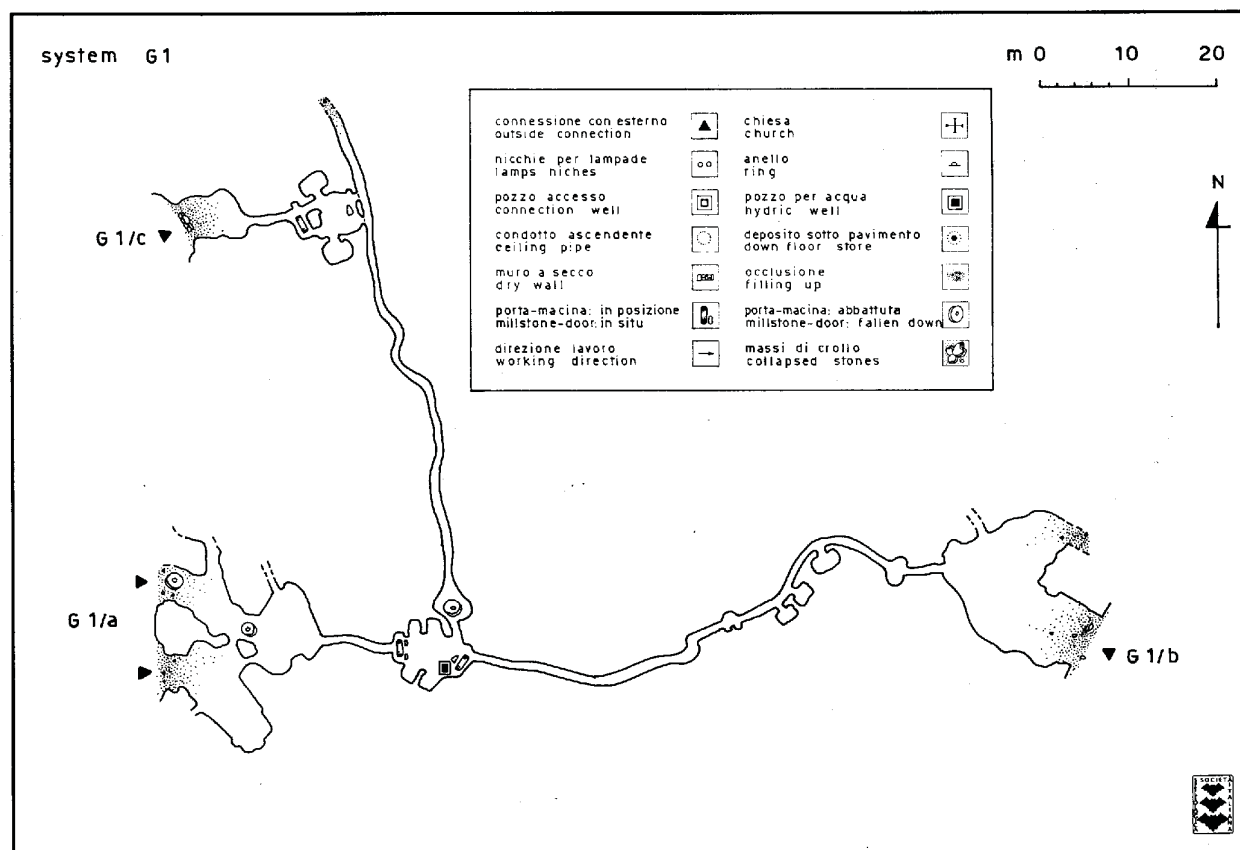 system G1
m 0 10 20
connessione con esterno
outside connection
chiesa
church
nicchie per lampade
lamps niches
anello
ring
pozzo accesso
connection well
pozzo per acqua
hydric well
condotto ascendente
ceiling pipe
deposito sotto pavimento
down floor store
muro a secco
dry wall
occlusione
filling up
porta-macina: in posizione
millstone-door: in situ
porta-macina: abbattuta
millstone-door: fallen down
direzione lavoro
working direction
massi di crollo
collapsed stones
N
G 1/c
G 1/a
G 1/b
SOCIETÀ
ITALIANA